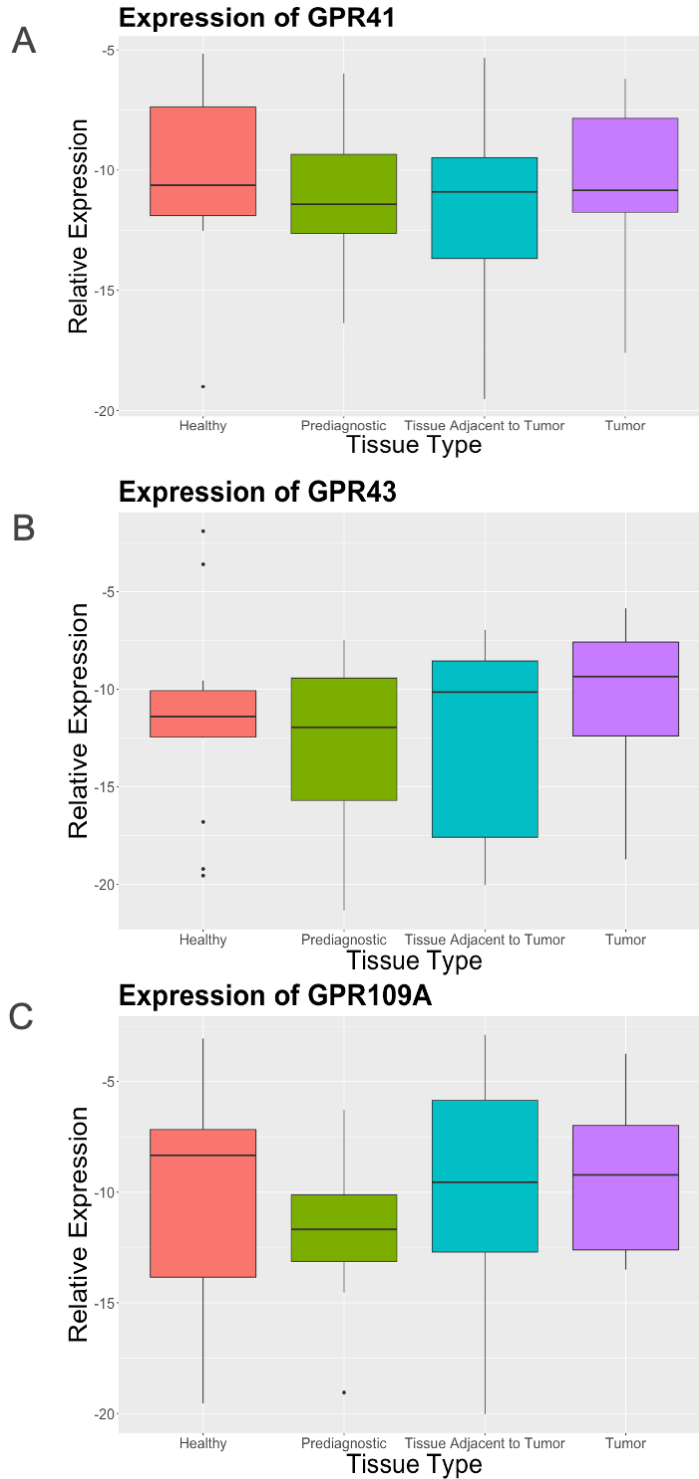 A
Expression of GPR41
Relative Expression
-5
-10
-15
-20
Healthy Prediagnostic Tissue Adjacent to Tumor Tumor
Tissue Type
B
Expression of GPR43
Relative Expression
-5
-10
-15
-20
Healthy Prediagnostic Tissue Adjacent to Tumor Tumor
Tissue Type
C
Expression of GPR109A
Relative Expression
-5
-10
-15
-20
Healthy Prediagnostic Tissue Adjacent to Tumor Tumor
Tissue Type